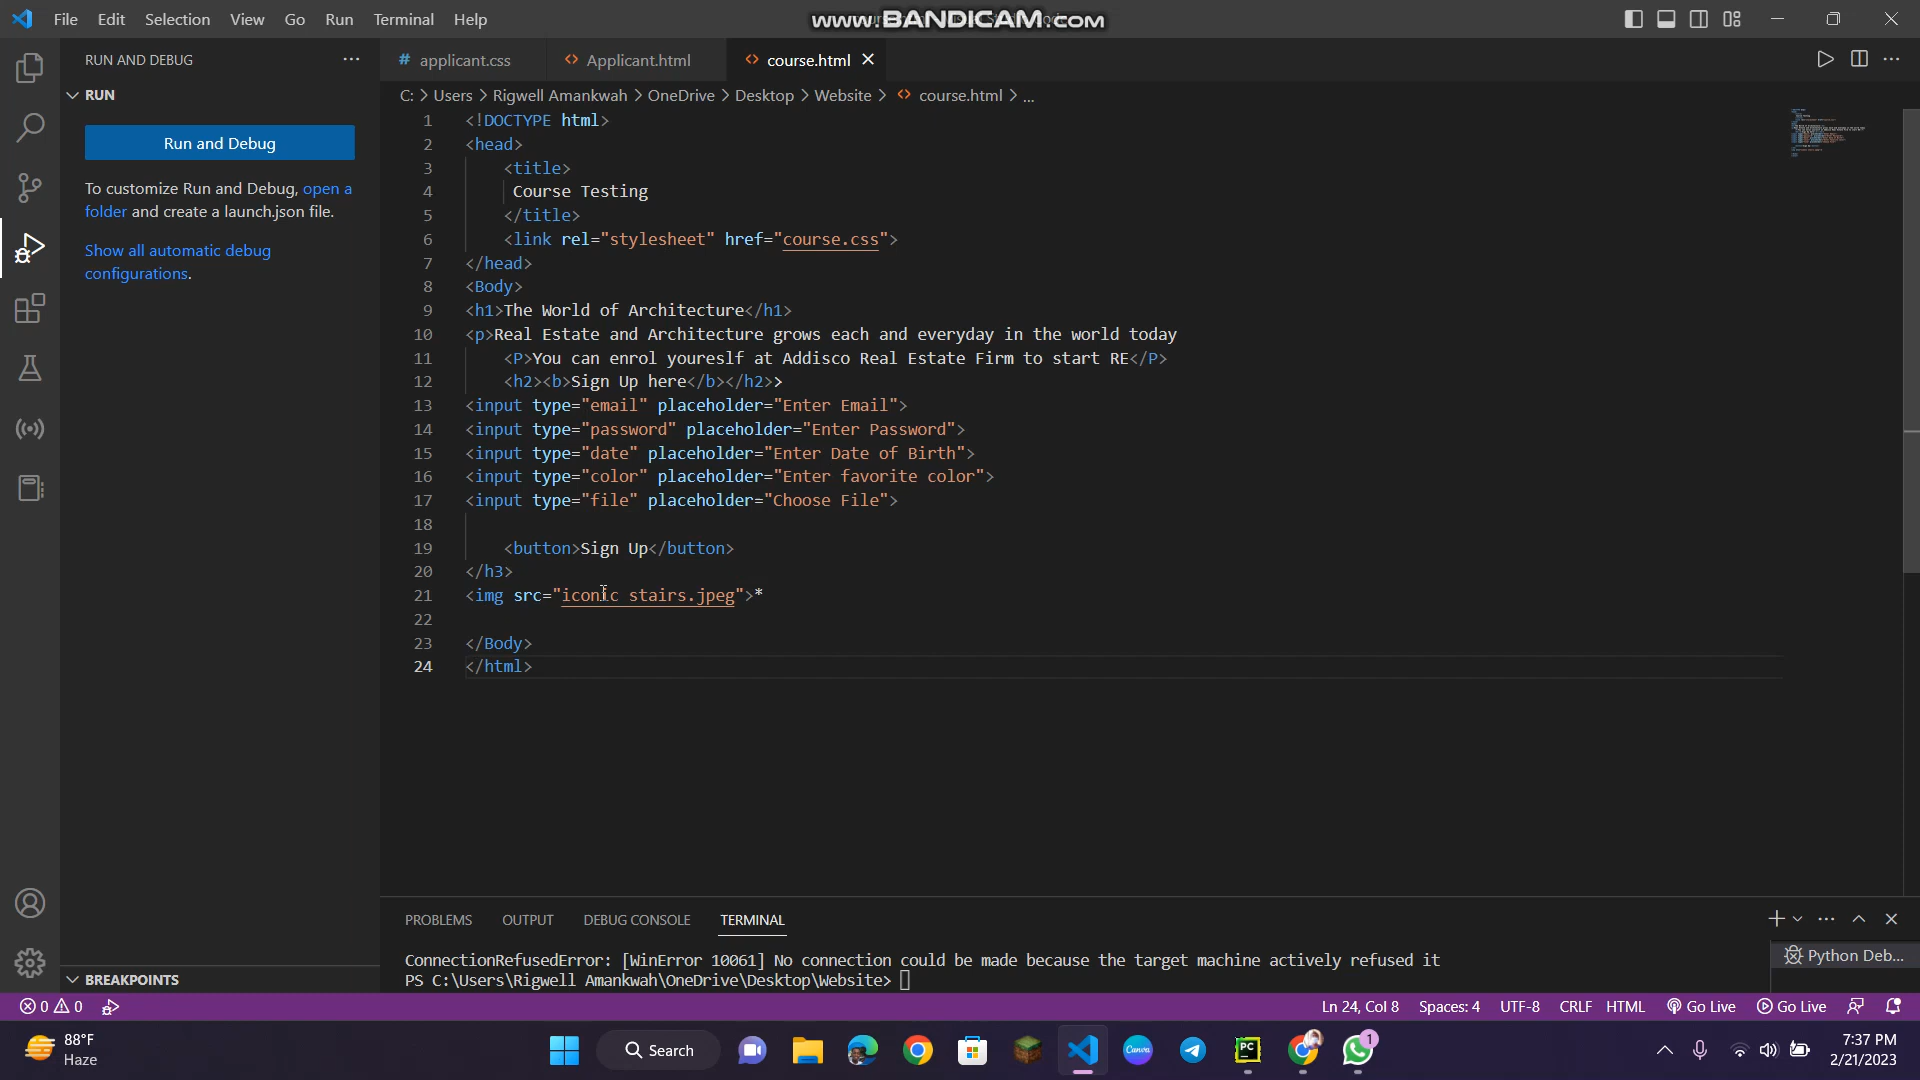 File Edit Selection View Go Run Terminal Help
www.BANDICAM.com
RUN AND DEBUG
applicant.css
Applicant.html
course.html
RUN
C: > Users > Rigwell Amankwah > OneDrive > Desktop > Website > course.html > ...
Run and Debug
To customize Run and Debug, open a
folder and create a launch.json file.
Show all automatic debug
configurations.
1 <!DOCTYPE html>
2 <head>
3 <title>
4 Course Testing
5 </title>
6 <link rel="stylesheet" href="course.css">
7 </head>
8 <Body>
9 <h1>The World of Architecture</h1>
10 <p>Real Estate and Architecture grows each and everyday in the world today
11 <P>You can enrol youreslf at Addisco Real Estate Firm to start RE</P>
12 <h2><b>Sign Up here</b></h2>>
13 <input type="email" placeholder="Enter Email">
14 <input type="password" placeholder="Enter Password">
15 <input type="date" placeholder="Enter Date of Birth">
16 <input type="color" placeholder="Enter favorite color">
17 <input type="file" placeholder="Choose File">
18
19 <button>Sign Up</button>
20 </h3>
21 <img src="iconic stairs.jpeg">*
22
23 </Body>
24 </html>
PROBLEMS OUTPUT DEBUG CONSOLE TERMINAL
ConnectionRefusedError: [WinError 10061] No connection could be made because the target machine actively refused it
PS C:\Users\Rigwell Amankwah\OneDrive\Desktop\Website>
Python Deb...
BREAKPOINTS
0 0
Ln 24, Col 8 Spaces: 4 UTF-8 CRLF HTML Go Live Go Live
88°F
Haze
Search
Canva
PC
1
7:37 PM
2/21/2023